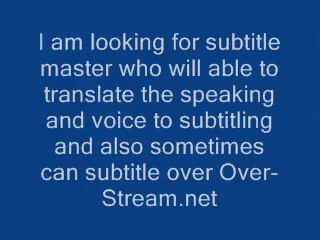 I am looking for subtitle
master who will able to
translate the speaking
and voice to subtitling
and also sometimes
can subtitle over Over-
Stream.net